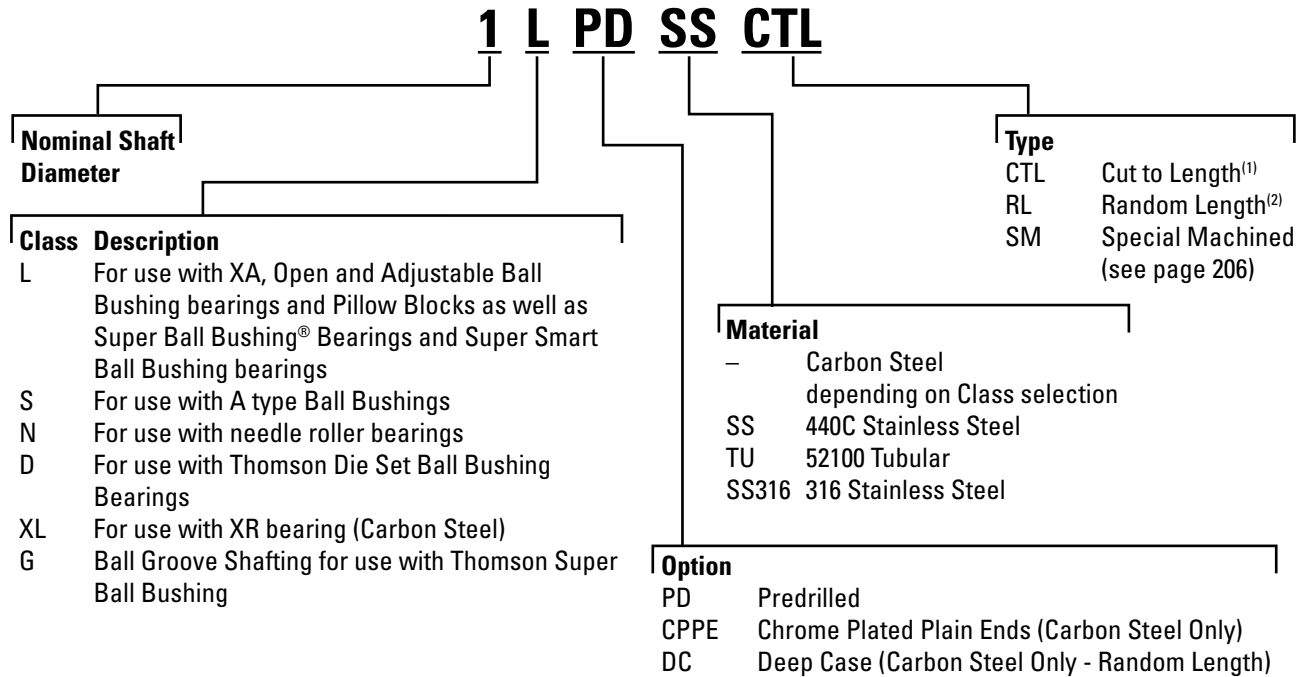 1 L PD SS CTL
Nominal Shaft
Diameter
Class Description
L For use with XA, Open and Adjustable Ball
Bushing bearings and Pillow Blocks as well as
Super Ball Bushing® Bearings and Super Smart
Ball Bushing bearings
S For use with A type Ball Bushings
N For use with needle roller bearings
D For use with Thomson Die Set Ball Bushing
Bearings
XL For use with XR bearing (Carbon Steel)
G Ball Groove Shafting for use with Thomson Super
Ball Bushing
Type
CTL Cut to Length(1)
RL Random Length(2)
SM Special Machined
(see page 206)
Material
– Carbon Steel
depending on Class selection
SS 440C Stainless Steel
TU 52100 Tubular
SS316 316 Stainless Steel
Option
PD Predrilled
CPPE Chrome Plated Plain Ends (Carbon Steel Only)
DC Deep Case (Carbon Steel Only - Random Length)